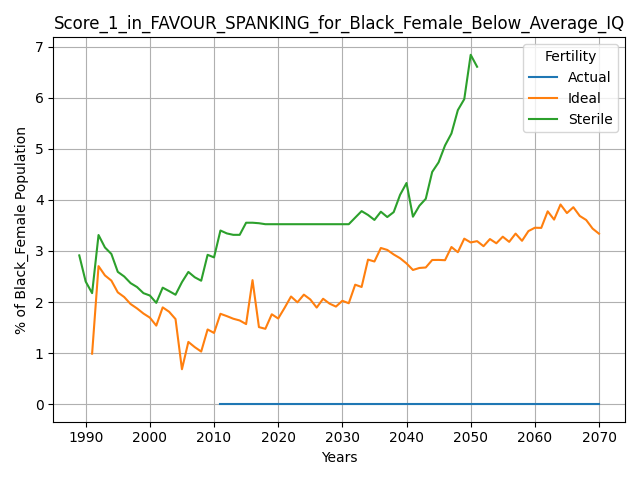 Score_1_in_FAVOUR_SPANKING_for_Black_Female_Below_Average_IQ
Fertility
Actual
Ideal
Sterile
% of Black_Female Population
7
6
5
4
3
2
1
0
1990 2000 2010 2020 2030 2040 2050 2060 2070
Years